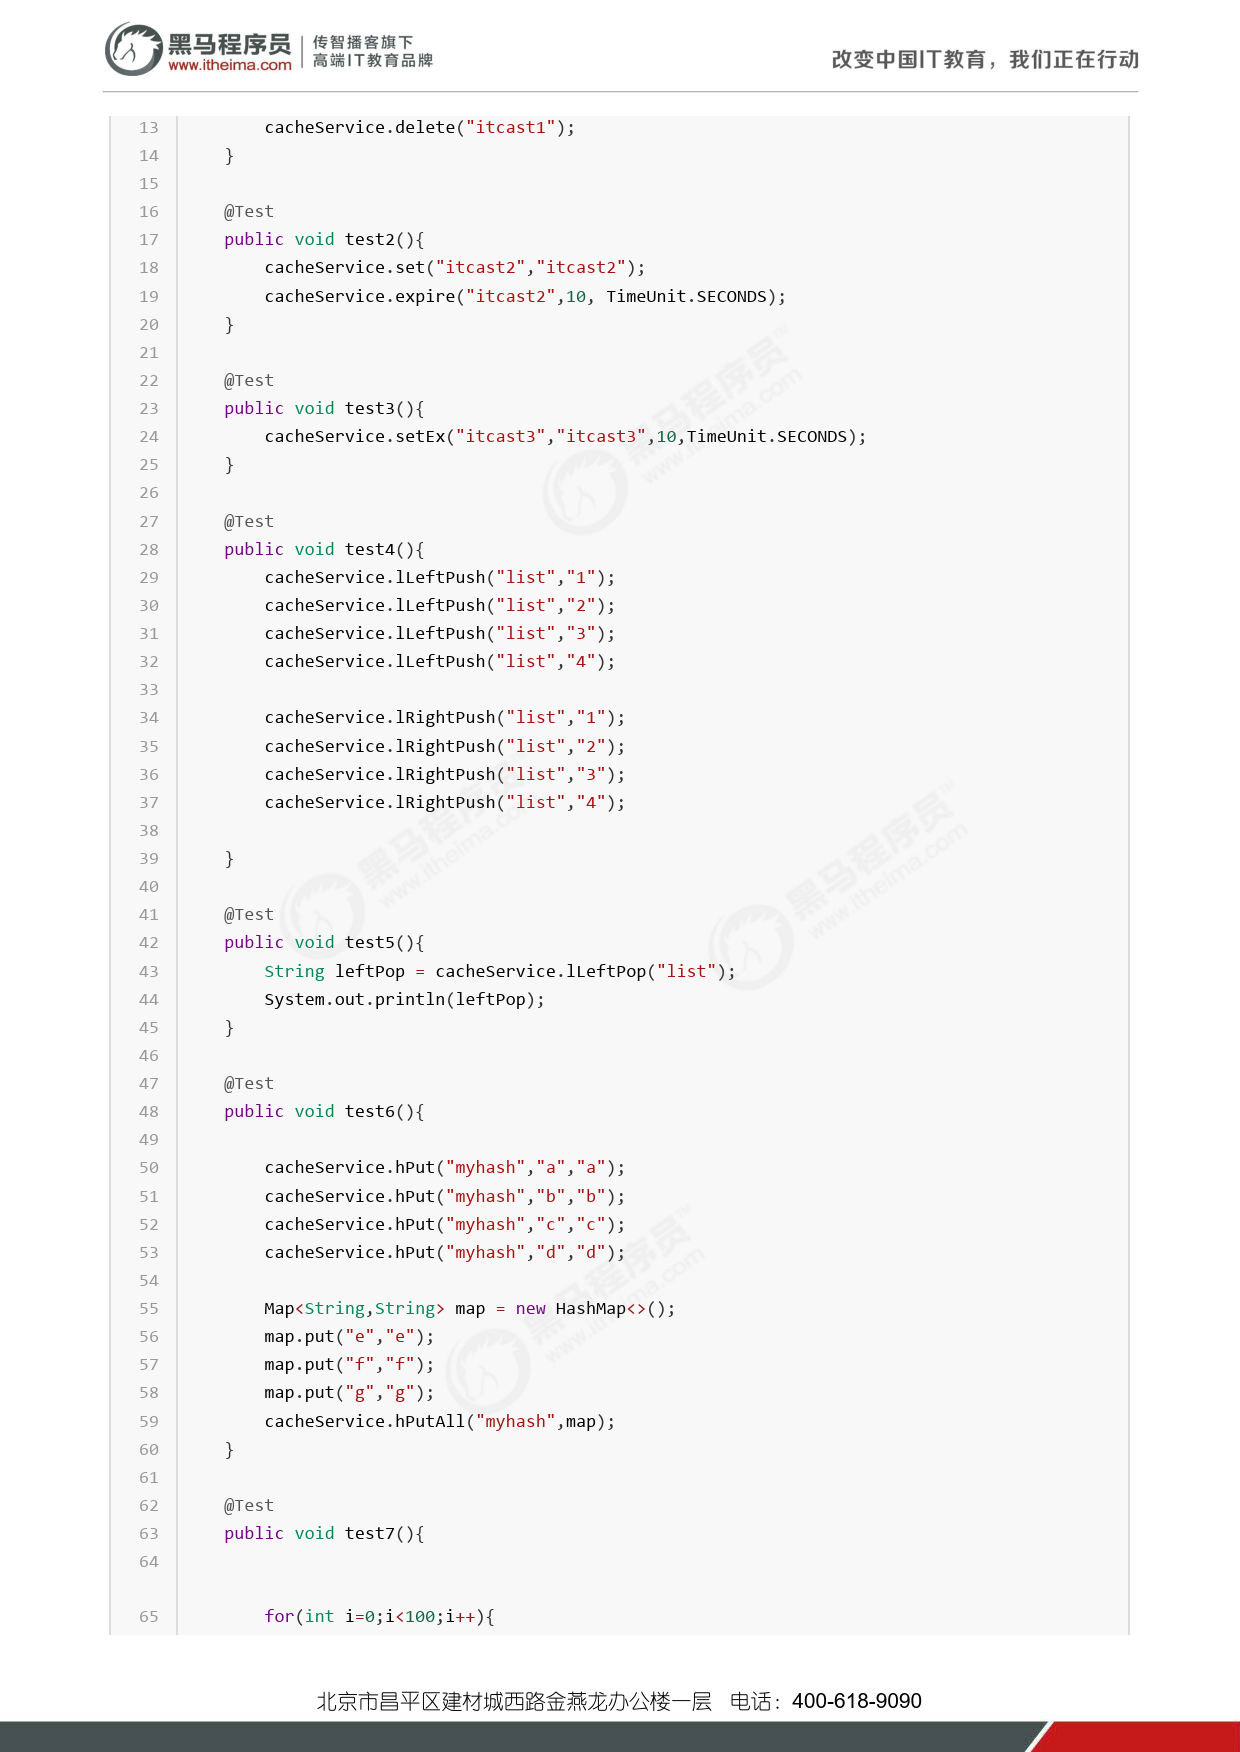 黑马程序员
www.itheima.com
传智播客旗下
高端IT教育品牌
改变中国IT教育，我们正在行动
13 cacheService.delete("itcast1");
14 }
15
16 @Test
17 public void test2(){
18 cacheService.set("itcast2","itcast2");
19 cacheService.expire("itcast2",10, TimeUnit.SECONDS);
20 }
21
22 @Test
23 public void test3(){
24 cacheService.setEx("itcast3","itcast3",10,TimeUnit.SECONDS);
25 }
26
27 @Test
28 public void test4(){
29 cacheService.lLeftPush("list","1");
30 cacheService.lLeftPush("list","2");
31 cacheService.lLeftPush("list","3");
32 cacheService.lLeftPush("list","4");
33
34 cacheService.lRightPush("list","1");
35 cacheService.lRightPush("list","2");
36 cacheService.lRightPush("list","3");
37 cacheService.lRightPush("list","4");
38
39 }
40
41 @Test
42 public void test5(){
43 String leftPop = cacheService.lLeftPop("list");
44 System.out.println(leftPop);
45 }
46
47 @Test
48 public void test6(){
49
50 cacheService.hPut("myhash","a","a");
51 cacheService.hPut("myhash","b","b");
52 cacheService.hPut("myhash","c","c");
53 cacheService.hPut("myhash","d","d");
54
55 Map<String,String> map = new HashMap<>();
56 map.put("e","e");
57 map.put("f","f");
58 map.put("g","g");
59 cacheService.hPutAll("myhash",map);
60 }
61
62 @Test
63 public void test7(){
64
65 for(int i=0;i<100;i++){
北京市昌平区建材城西路金燕龙办公楼一层 电话：400-618-9090